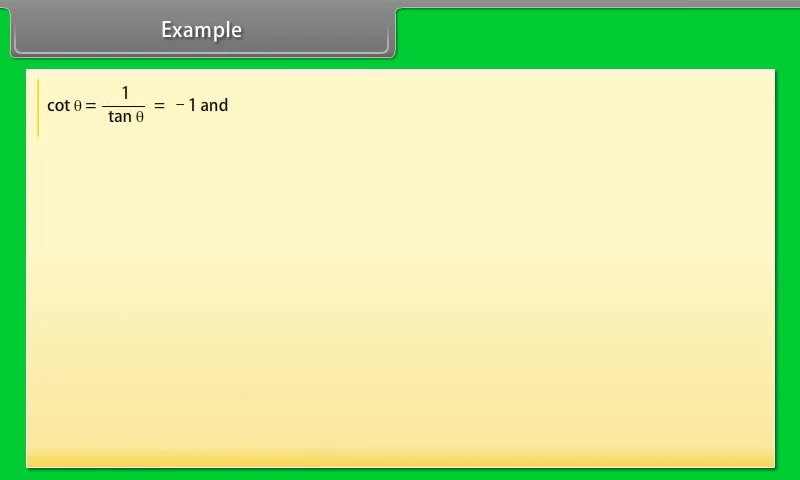 Example
cot θ = 1/tan θ = − 1 and